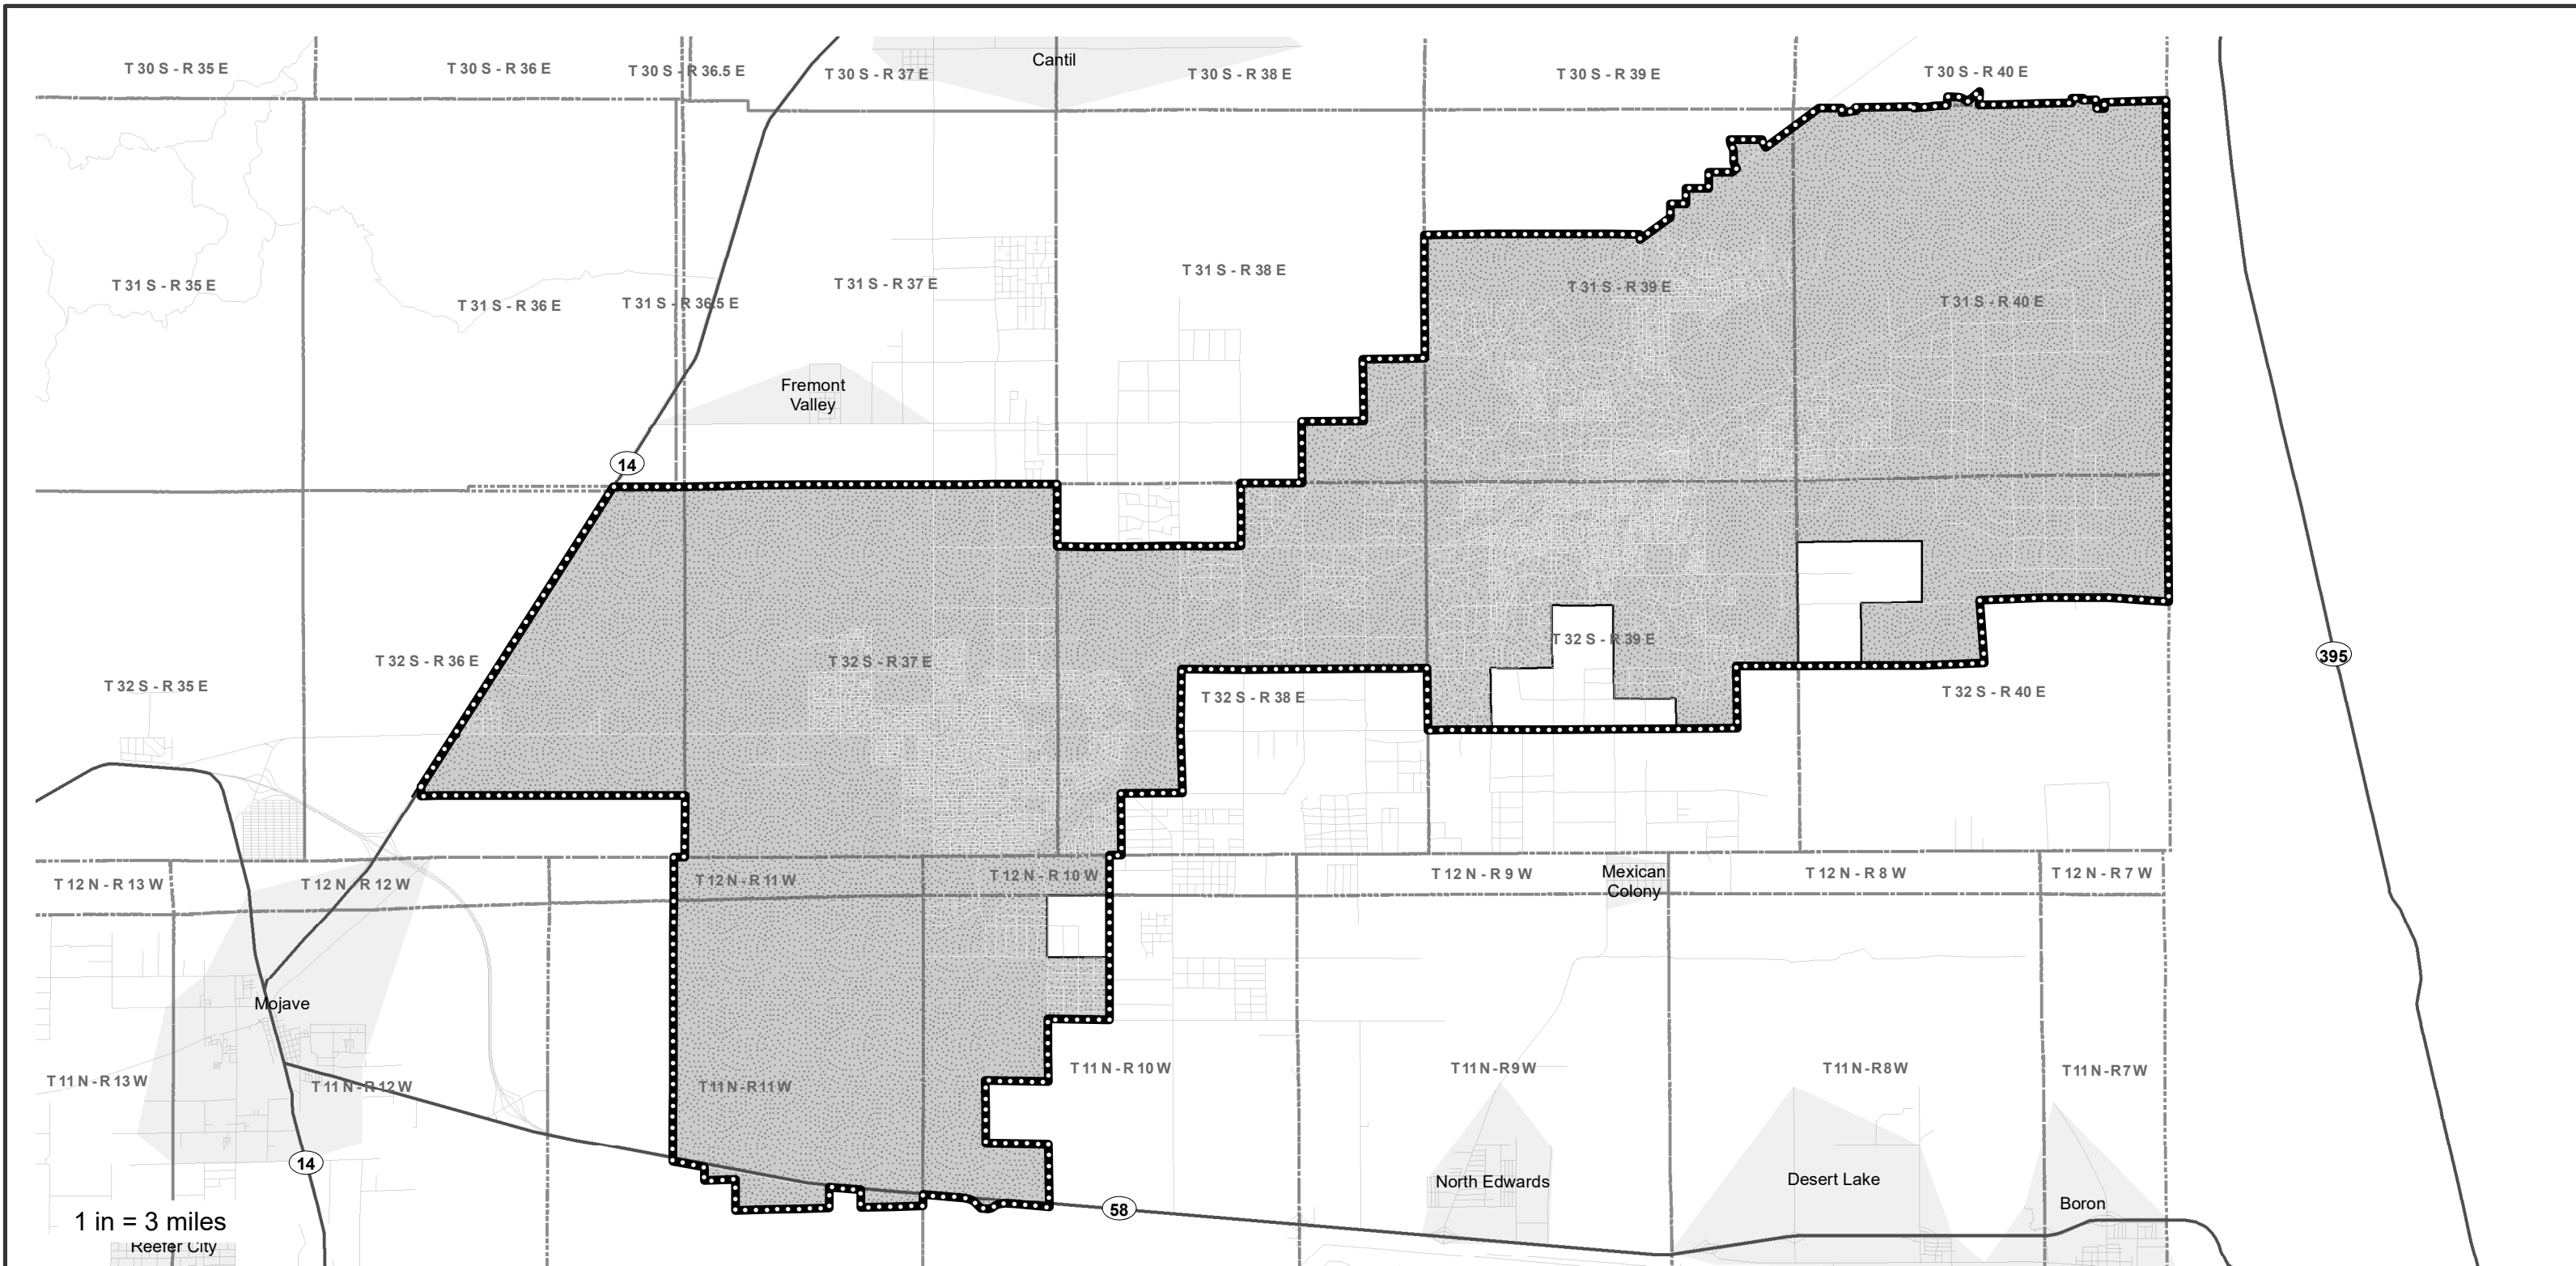 T 30 S - R 35 E
T 30 S - R 36 E
T 30 S - R 36.5 E
T 30 S - R 37 E
Cantil
T 30 S - R 38 E
T 30 S - R 39 E
T 30 S - R 40 E
T 31 S - R 35 E
T 31 S - R 36 E
T 31 S - R 36.5 E
T 31 S - R 37 E
T 31 S - R 38 E
T 31 S - R 39 E
T 31 S - R 40 E
Fremont
Valley
14
T 32 S - R 35 E
T 32 S - R 36 E
T 32 S - R 37 E
T 32 S - R 38 E
T 32 S - R 39 E
T 32 S - R 40 E
395
T 12 N - R 13 W
T 12 N - R 12 W
T 12 N - R 11 W
T 12 N - R 10 W
T 12 N - R 9 W
Mexican
Colony
T 12 N - R 8 W
T 12 N - R 7 W
Mojave
T 11 N - R 13 W
T 11 N - R 12 W
T 11 N - R 11 W
T 11 N - R 10 W
T 11 N - R 9 W
T 11 N - R 8 W
T 11 N - R 7 W
14
58
North Edwards
Desert Lake
Boron
1 in = 3 miles
Reefer City